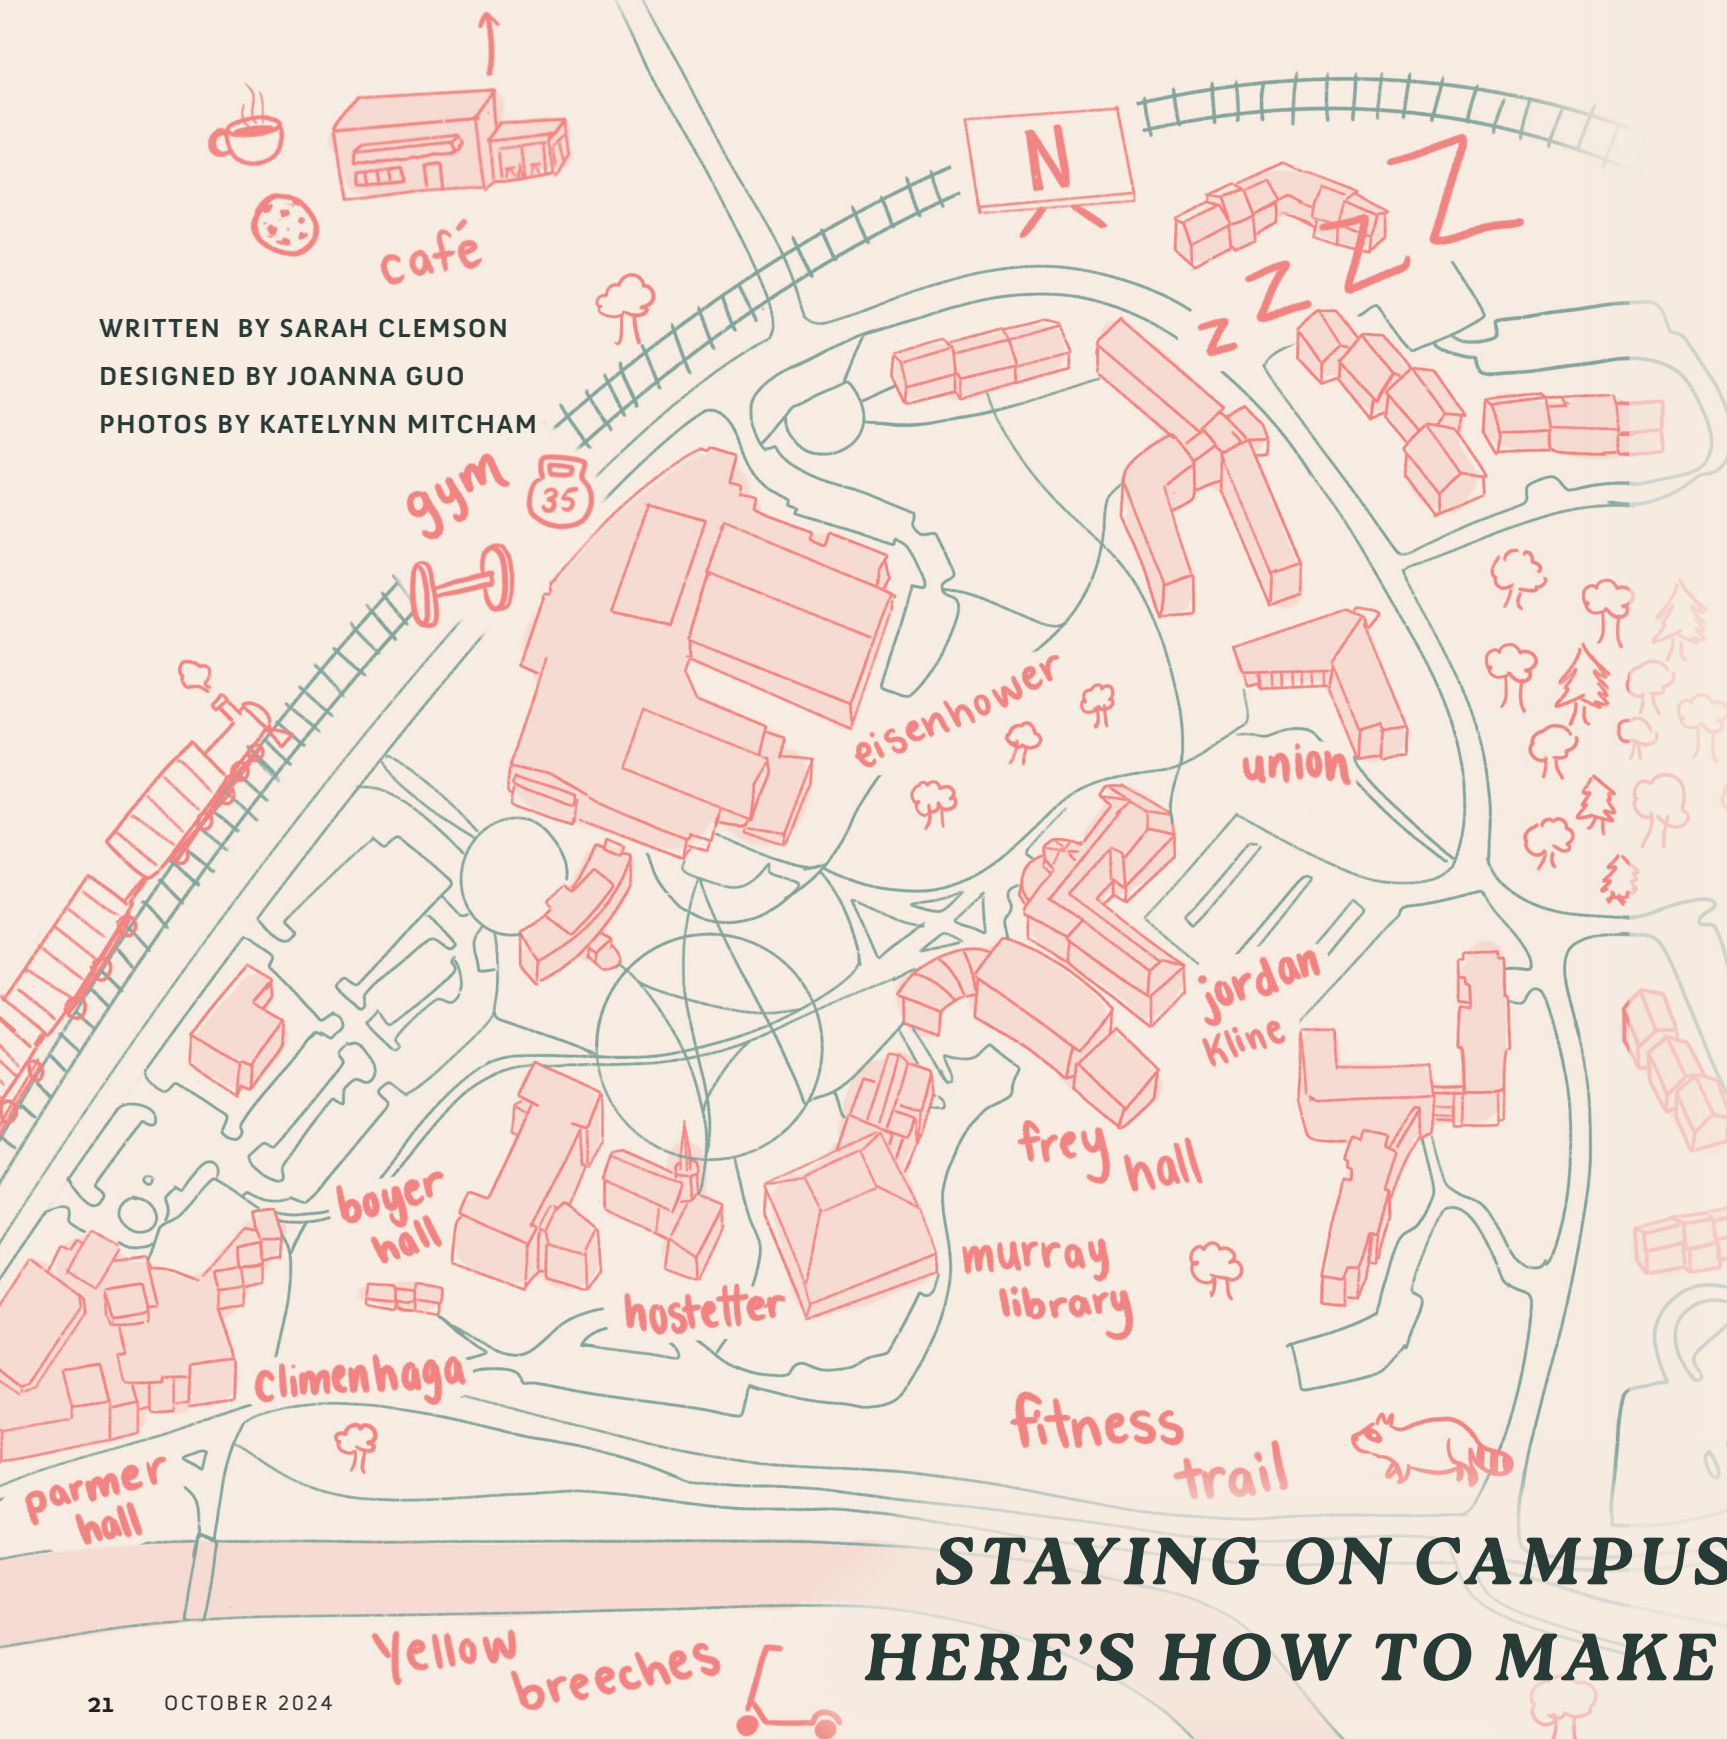 café
WRITTEN BY SARAH CLEMSON
DESIGNED BY JOANNA GUO
PHOTOS BY KATELYNN MITCHAM
N
Z
Z
Z
z
gym
35
eisenhower
union
jordan
Kline
frey
hall
boyer
hall
murray
library
hostetter
climenhaga
fitness
trail
parmer
hall
Yellow
breeches
STAYING ON CAMPUS
HERE'S HOW TO MAKE
21 OCTOBER 2024